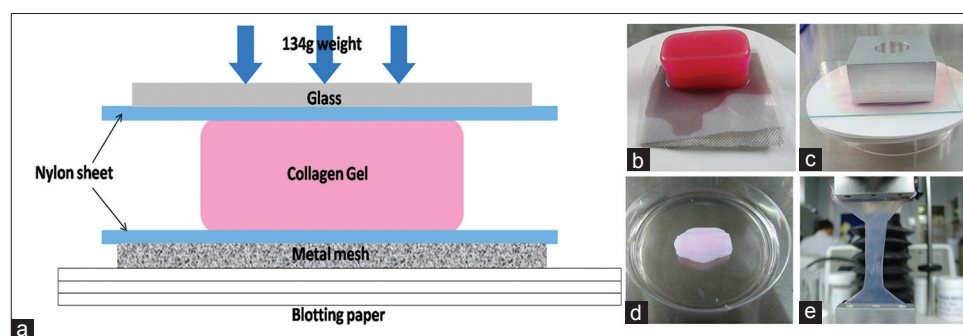 134g weight
Glass
Nylon sheet
Collagen Gel
Metal mesh
Blotting paper
a
b
c
d
e